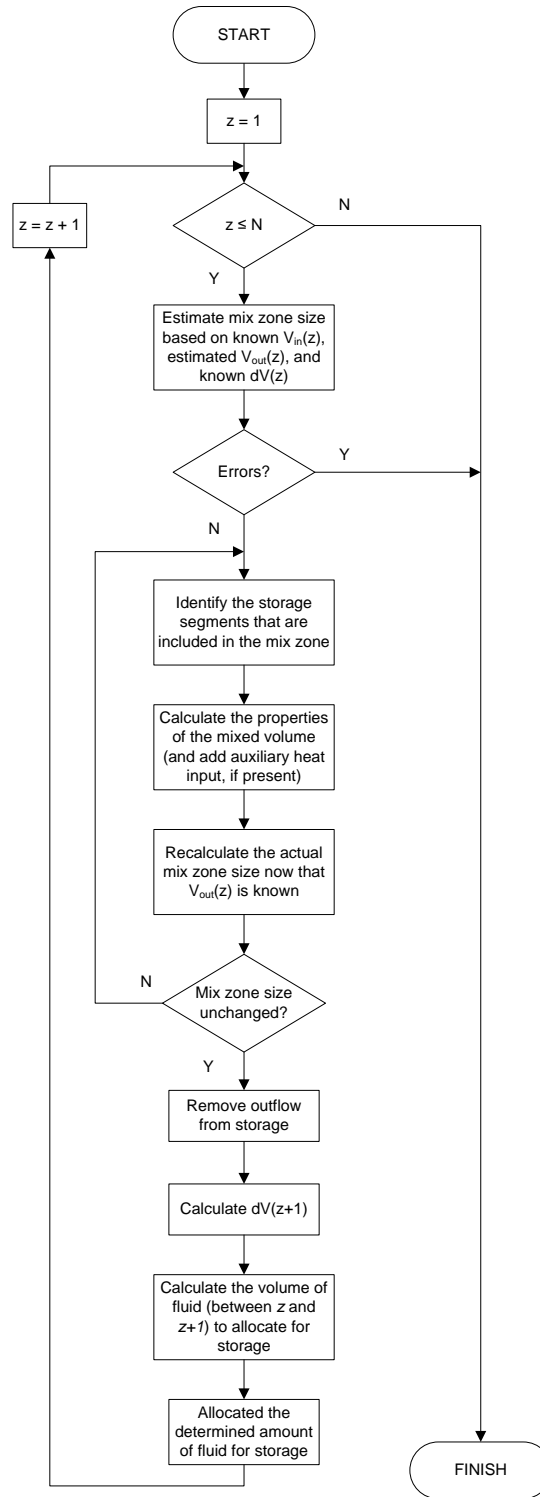 START
z = 1
z = z + 1
z ≤ N
N
Y
Estimate mix zone size
based on known Vin(z),
estimated Vout(z), and
known dV(z)
Errors?
Y
N
Identify the storage
segments that are
included in the mix zone
Calculate the properties
of the mixed volume
(and add auxiliary heat
input, if present)
Recalculate the actual
mix zone size now that
Vout(z) is known
N
Mix zone size
unchanged?
Y
Remove outflow
from storage
Calculate dV(z+1)
Calculate the volume of
fluid (between z and
z+1) to allocate for
storage
Allocated the
determined amount
of fluid for storage
FINISH